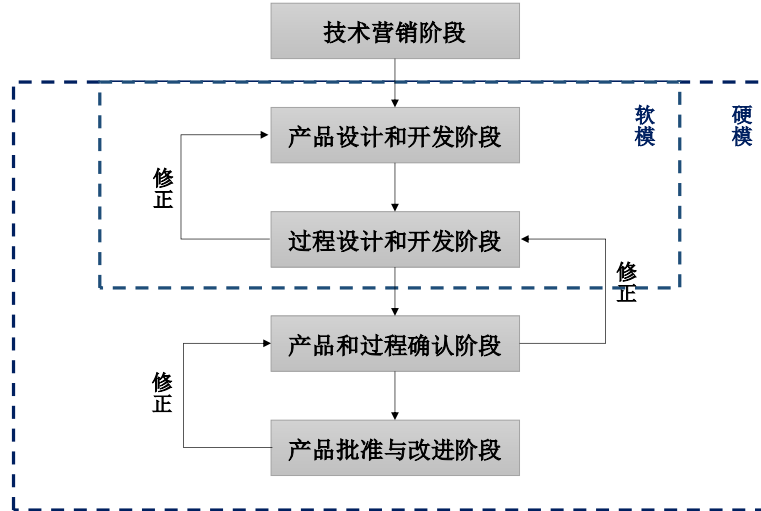 技术营销阶段
软模
硬模
产品设计和开发阶段
修正
过程设计和开发阶段
修正
产品和过程确认阶段
修正
产品批准与改进阶段